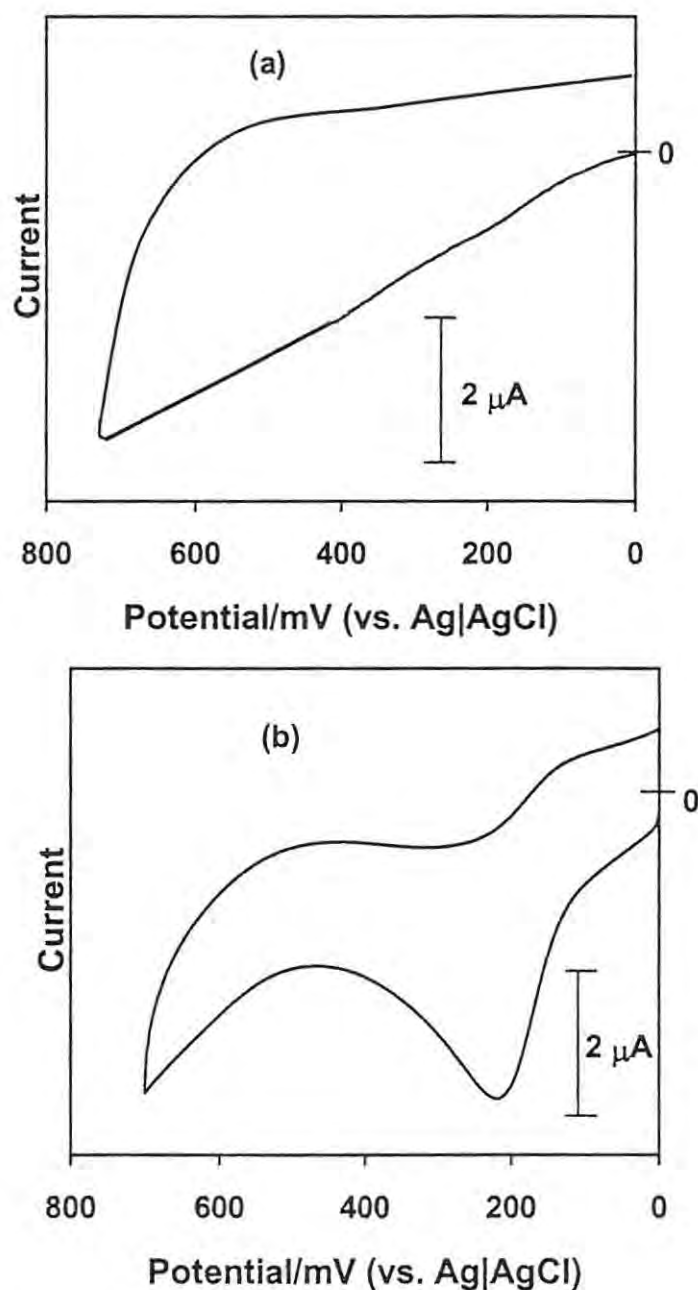 (a)
0
Current
2 μA
800 600 400 200 0
Potential/mV (vs. Ag|AgCl)
(b)
0
Current
2 μA
800 600 400 200 0
Potential/mV (vs. Ag|AgCl)